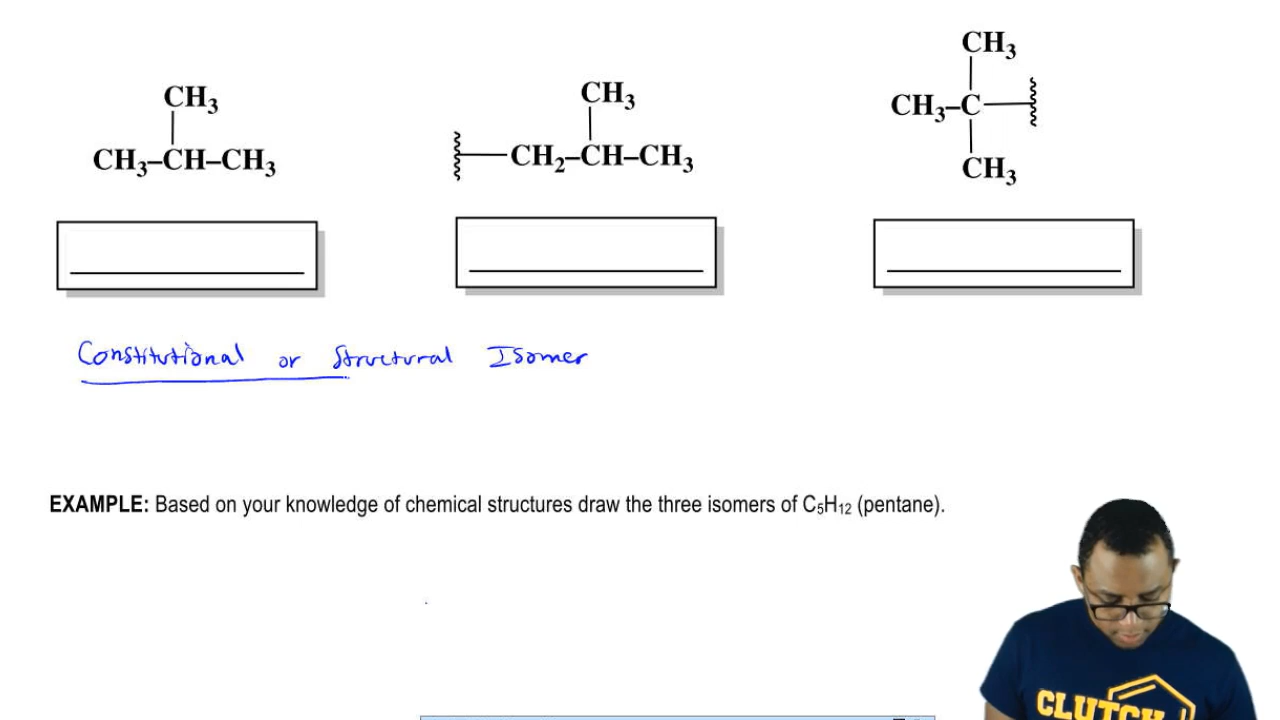 CH3
CH3–CH–CH3
CH3
CH2–CH–CH3
CH3
CH3–C
CH3
Constitutional or Structural Isomer
EXAMPLE: Based on your knowledge of chemical structures draw the three isomers of C5H12 (pentane).
CLUTCH